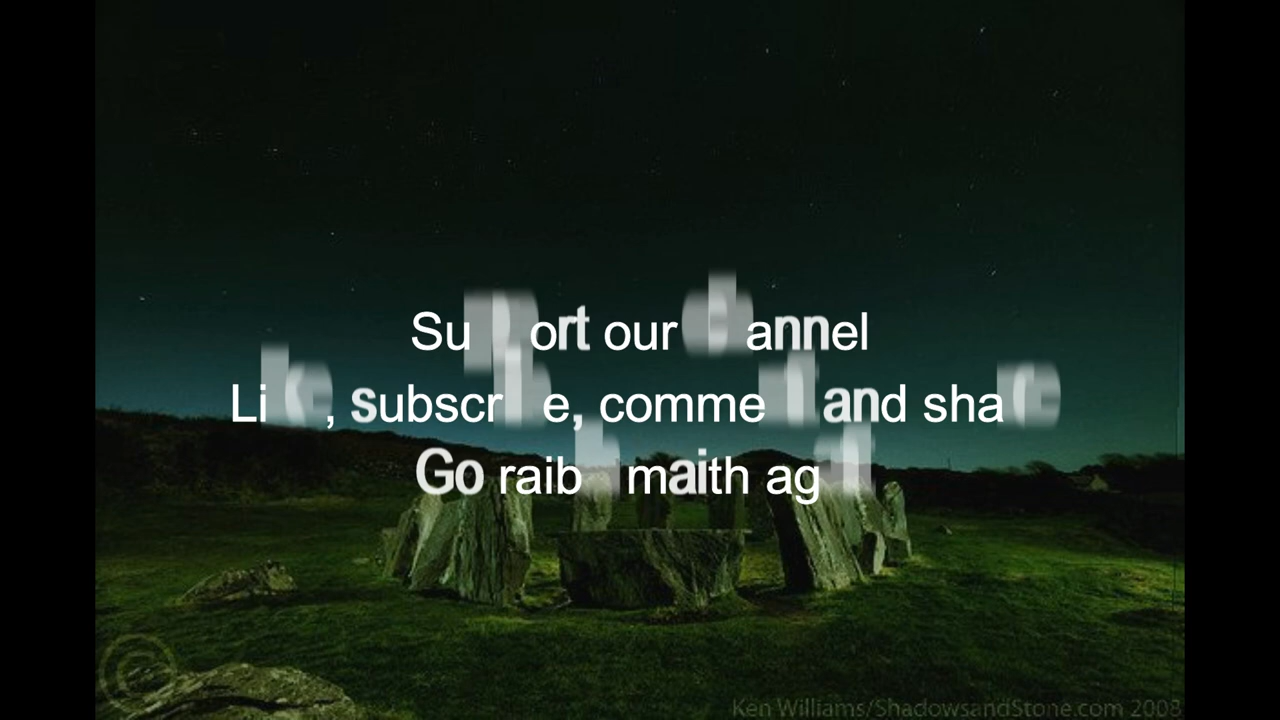 Support our channel
Like, subscribe, comment and share
Go raibh maith agat
Ken Williams/ShadowsandStone.com 2008